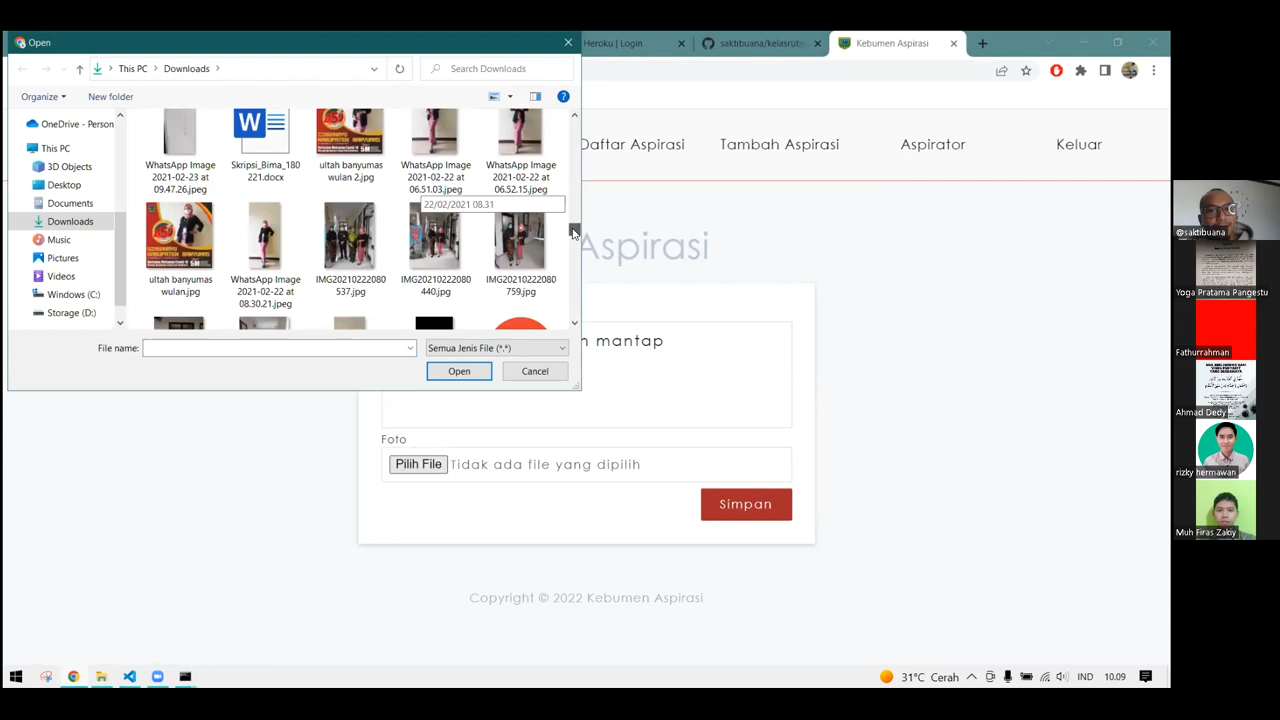 Open
Heroku | Login
saktibuana/kelasruby
Kebumen Aspirasi
This PC
Downloads
Search Downloads
Organize
New folder
OneDrive - Person
This PC
3D Objects
Desktop
Documents
Downloads
Music
Pictures
Videos
Windows (C:)
Storage (D:)
WhatsApp Image
2021-02-23 at
09.47.26.jpeg
Skripsi_Bima_180
221.docx
ultah banyumas
wulan 2.jpg
WhatsApp Image
2021-02-22 at
06.51.03.jpeg
WhatsApp Image
2021-02-22 at
06.52.15.jpeg
22/02/2021 08.31
ultah banyumas
wulan.jpg
WhatsApp Image
2021-02-22 at
08.30.21.jpeg
IMG20210222080
537.jpg
IMG20210222080
440.jpg
IMG20210222080
759.jpg
File name:
Semua Jenis File (*.*)
Open
Cancel
Daftar Aspirasi
Tambah Aspirasi
Aspirator
Keluar
Aspirasi
mantap
Foto
Pilih File
Tidak ada file yang dipilih
Simpan
Copyright © 2022 Kebumen Aspirasi
@saktibuana
Yoga Pratama Pangestu
Fathurrahman
Ahmad Dedy
rizky hermawan
Muh Firas Zakiy
31°C Cerah
IND
10.09